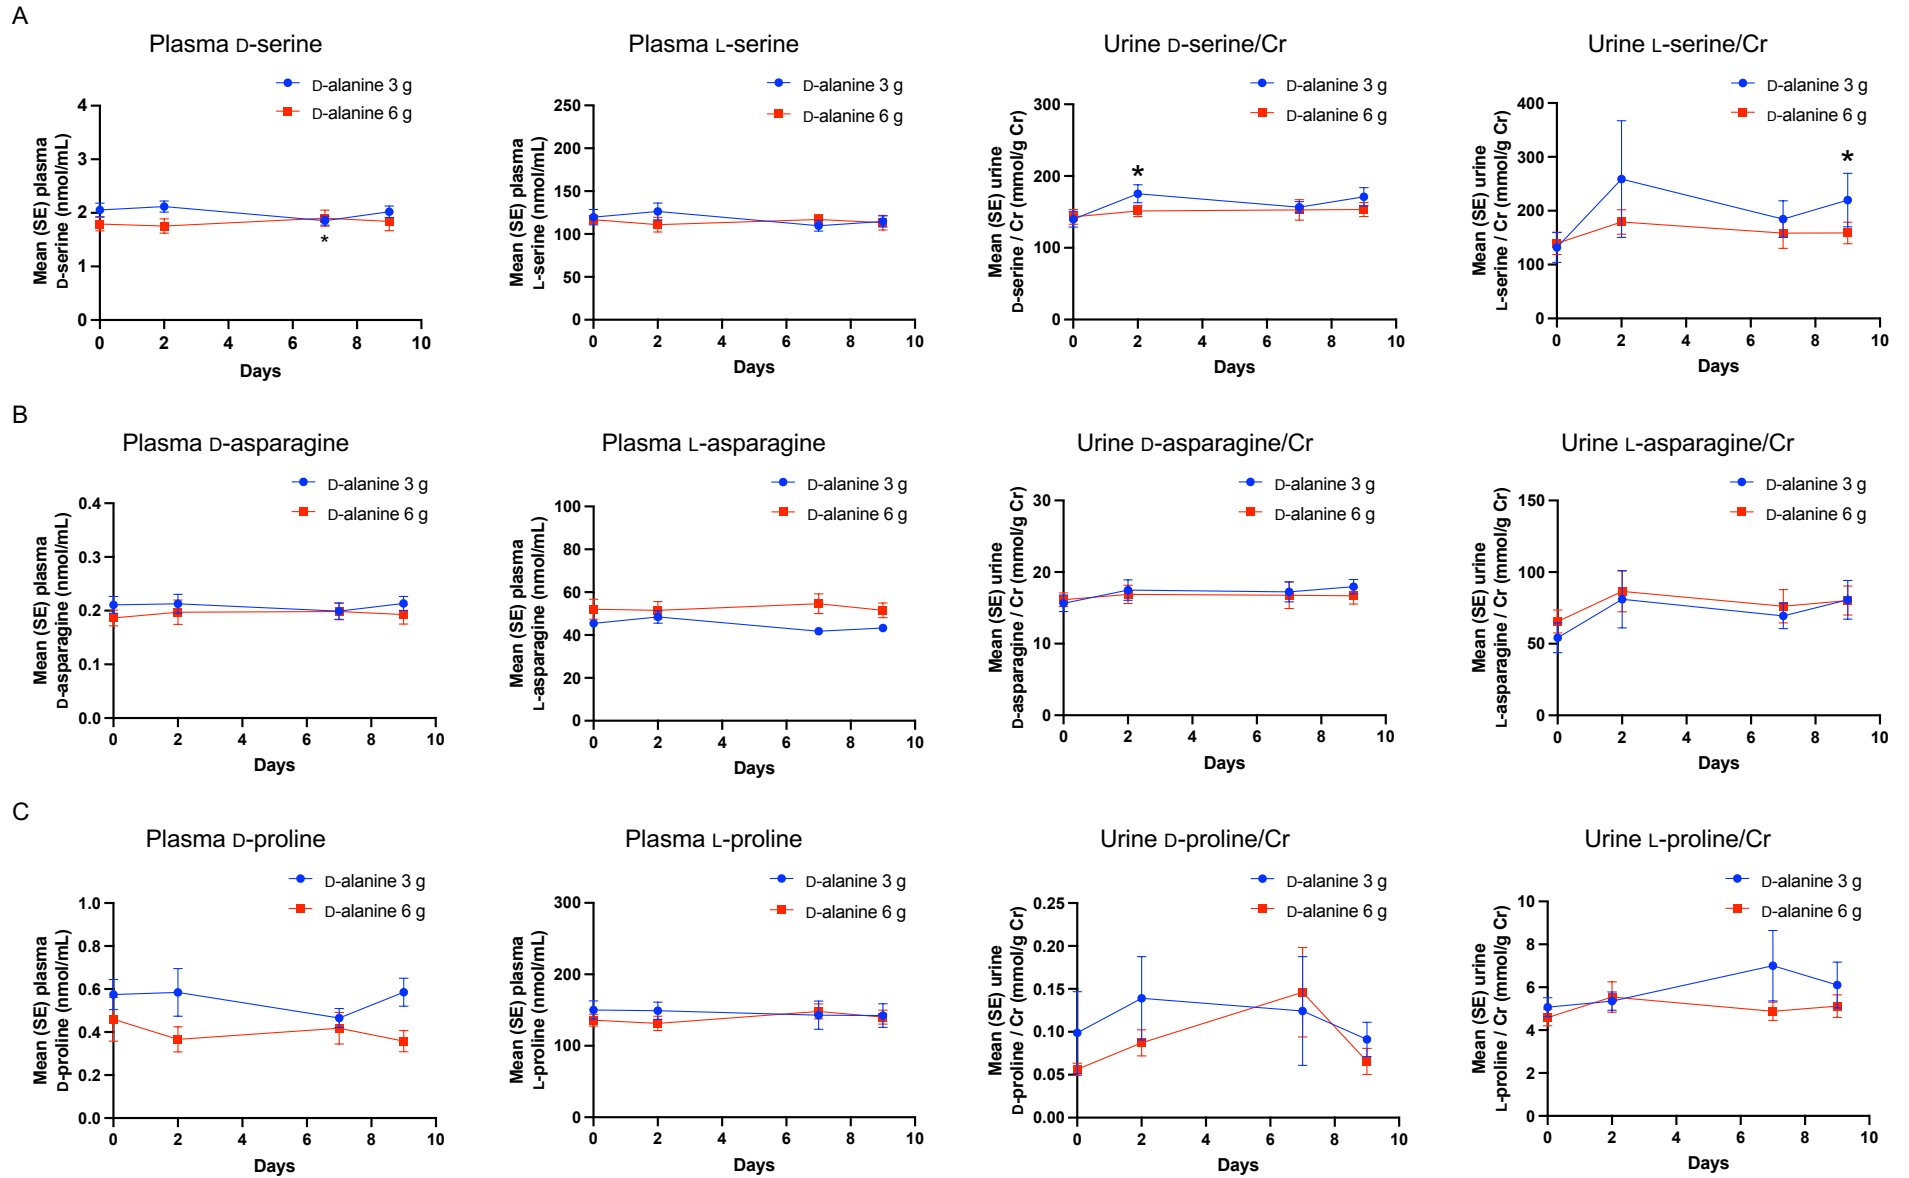 A
Plasma D-serine
D-alanine 3 g
D-alanine 6 g
Mean (SE) plasma
D-serine (nmol/mL)
4
3
2
1
0
*
0 2 4 6 8 10
Days
Plasma L-serine
D-alanine 3 g
D-alanine 6 g
Mean (SE) plasma
L-serine (nmol/mL)
250
200
150
100
50
0
0 2 4 6 8 10
Days
Urine D-serine/Cr
D-alanine 3 g
D-alanine 6 g
Mean (SE) urine
D-serine / Cr (mmol/g Cr)
300
200
100
0
*
0 2 4 6 8 10
Days
Urine L-serine/Cr
D-alanine 3 g
D-alanine 6 g
Mean (SE) urine
L-serine / Cr (mmol/g Cr)
400
300
200
100
0
*
0 2 4 6 8 10
Days
B
Plasma D-asparagine
D-alanine 3 g
D-alanine 6 g
Mean (SE) plasma
D-asparagine (nmol/mL)
0.4
0.3
0.2
0.1
0.0
0 2 4 6 8 10
Days
Plasma L-asparagine
D-alanine 3 g
D-alanine 6 g
Mean (SE) plasma
L-asparagine (nmol/mL)
100
80
60
40
20
0
0 2 4 6 8 10
Days
Urine D-asparagine/Cr
D-alanine 3 g
D-alanine 6 g
Mean (SE) urine
D-asparagine / Cr (mmol/g Cr)
30
20
10
0
0 2 4 6 8 10
Days
Urine L-asparagine/Cr
D-alanine 3 g
D-alanine 6 g
Mean (SE) urine
L-asparagine / Cr (mmol/g Cr)
150
100
50
0
0 2 4 6 8 10
Days
C
Plasma D-proline
D-alanine 3 g
D-alanine 6 g
Mean (SE) plasma
D-proline (nmol/mL)
1.0
0.8
0.6
0.4
0.2
0.0
0 2 4 6 8 10
Days
Plasma L-proline
D-alanine 3 g
D-alanine 6 g
Mean (SE) plasma
L-proline (nmol/mL)
300
200
100
0
0 2 4 6 8 10
Days
Urine D-proline/Cr
D-alanine 3 g
D-alanine 6 g
Mean (SE) urine
D-proline / Cr (mmol/g Cr)
0.25
0.20
0.15
0.10
0.05
0.00
0 2 4 6 8 10
Days
Urine L-proline/Cr
D-alanine 3 g
D-alanine 6 g
Mean (SE) urine
L-proline / Cr (mmol/g Cr)
10
8
6
4
2
0
0 2 4 6 8 10
Days